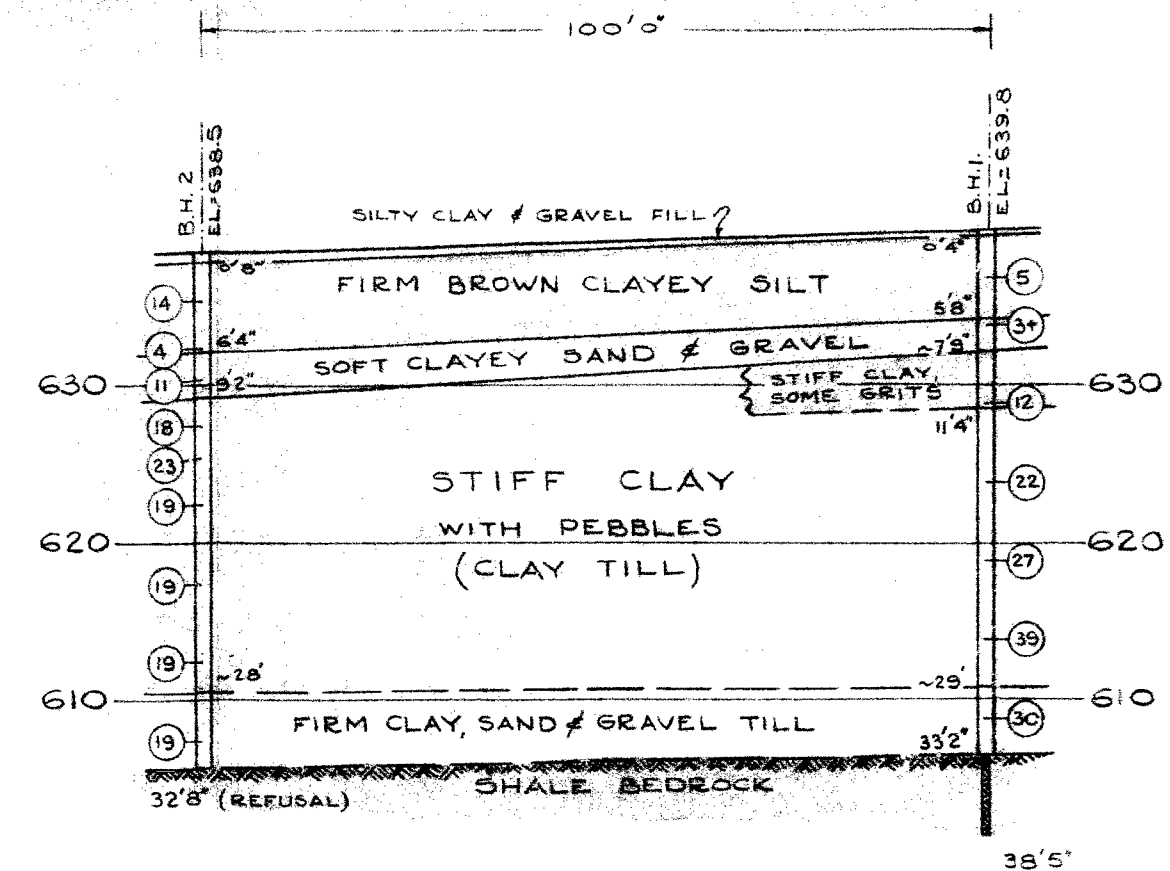 100'0"
B.H. 2
EL=638.5
B.H.1.
EL=639.8
SILTY CLAY & GRAVEL FILL
0'8"
0'4"
FIRM BROWN CLAYEY SILT
14
5
5'8"
6'4"
3+
4
SOFT CLAYEY SAND & GRAVEL
~7'9"
630
11
9'2"
STIFF CLAY,
SOME GRITS
630
12
18
11'4"
23
STIFF CLAY
22
19
WITH PEBBLES
620
620
(CLAY TILL)
27
19
39
19
~28'
~29'
610
610
FIRM CLAY, SAND & GRAVEL TILL
30
19
33'2"
SHALE BEDROCK
32'8" (REFUSAL)
38'5"